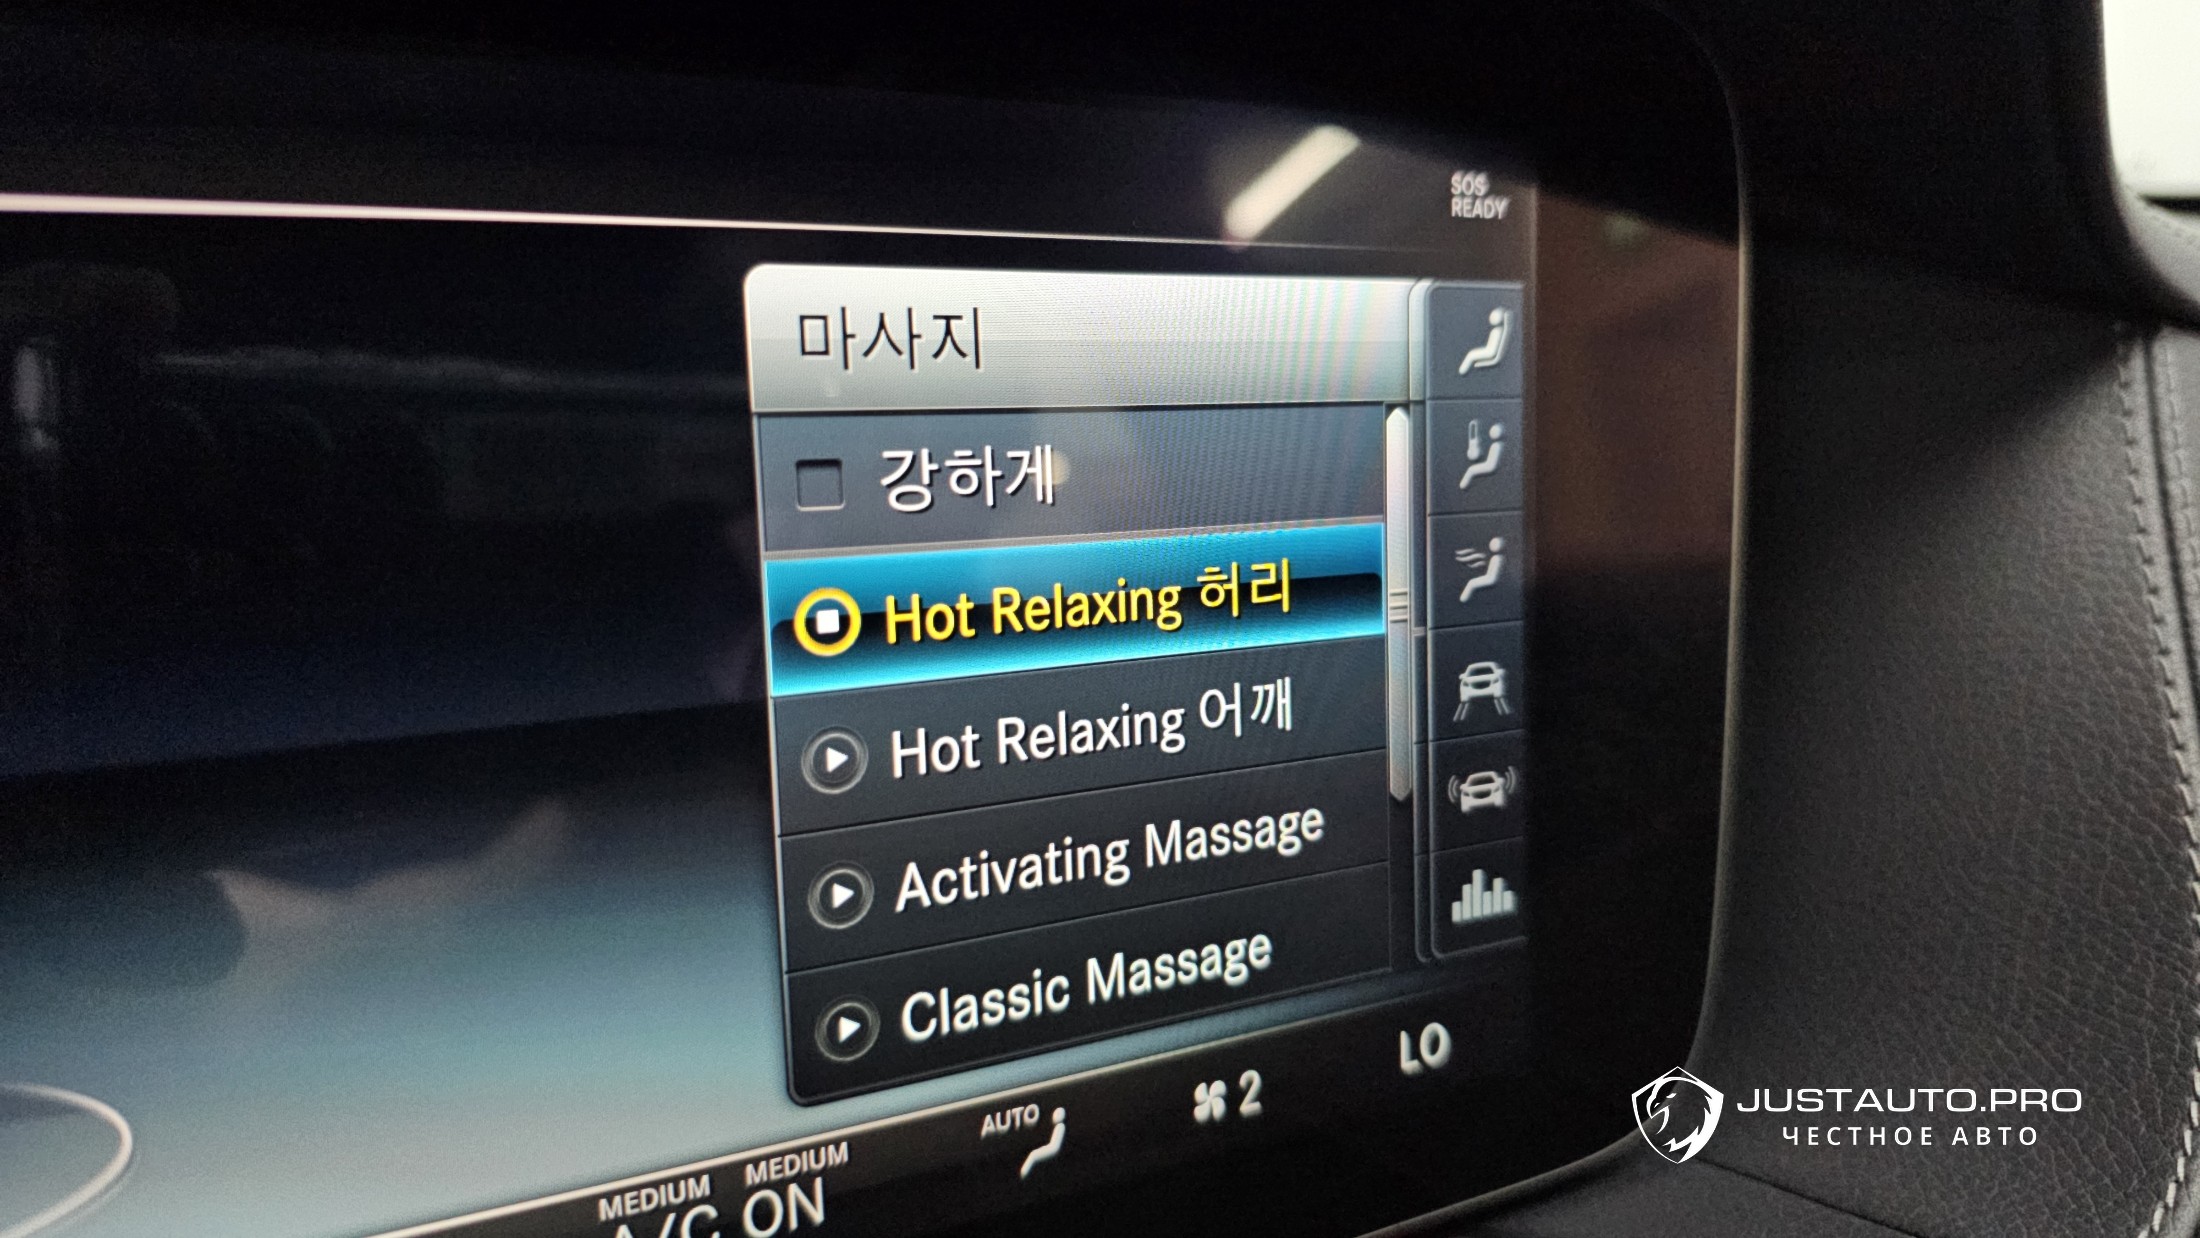 SOS
READY
마사지
강하게
Hot Relaxing 허리
Hot Relaxing 어깨
Activating Massage
Classic Massage
LO
2
AUTO
MEDIUM MEDIUM
A/C ON
JUSTAUTO.PRO
ЧЕСТНОЕ АВТО